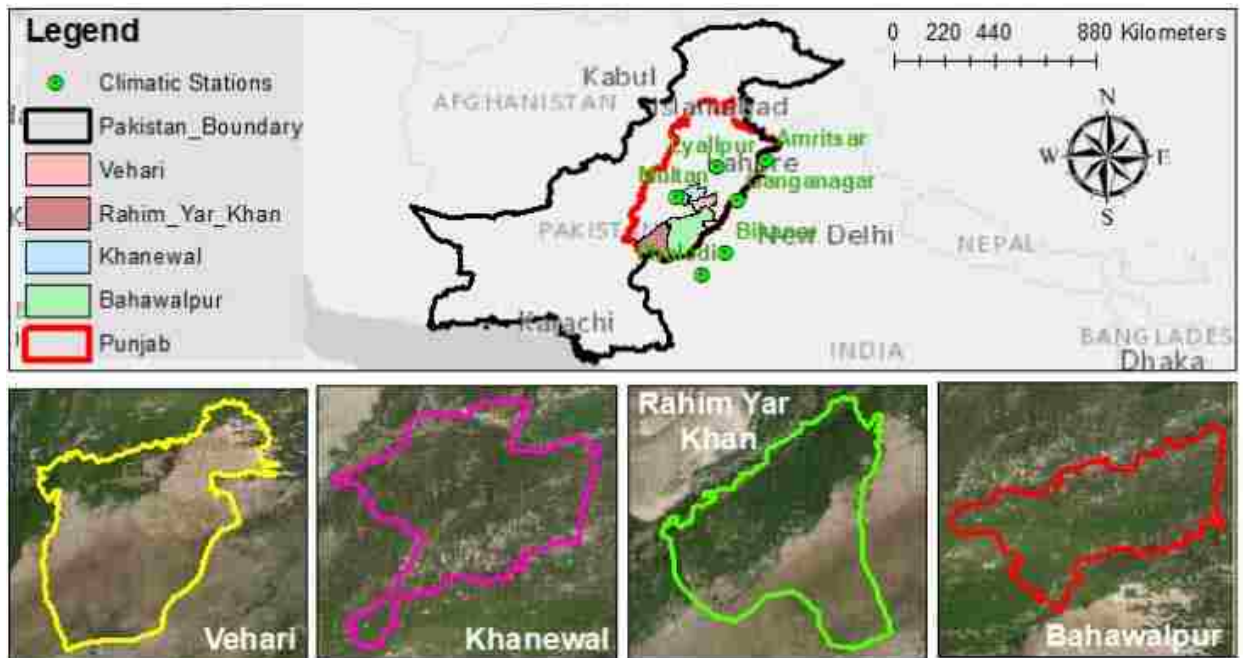 Legend
Climatic Stations
Pakistan_Boundary
Vehari
Rahim_Yar_Khan
Khanewal
Bahawalpur
Punjab
0 220 440 880 Kilometers
N
W E
S
Kabul
AFGHANISTAN
Islamabad
Lyallpur
Amritsar
Lahore
Multan
Ganganagar
PAKIST
Bikaner
New Delhi
NEPAL
Karachi
INDIA
BANGLADES
Dhaka
Vehari
Khanewal
Rahim Yar
Khan
Bahawalpur